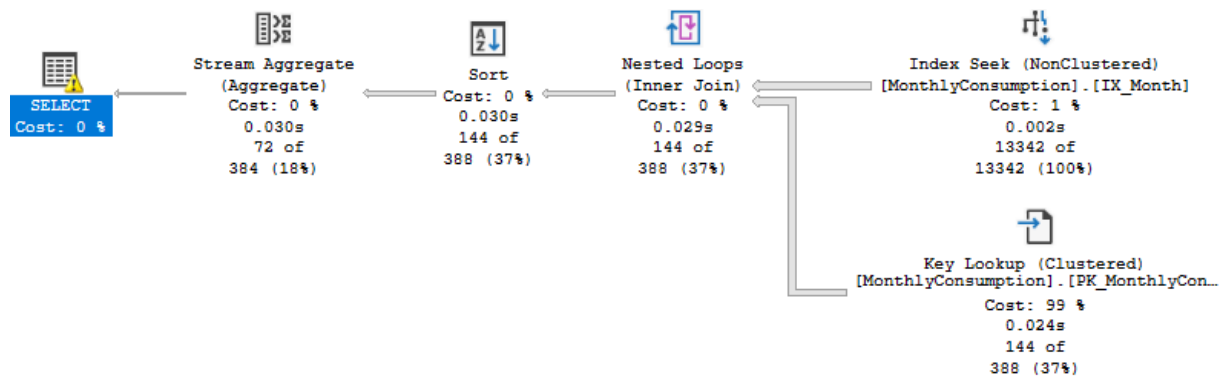 SELECT
Cost: 0 %
Stream Aggregate
(Aggregate)
Cost: 0 %
0.030s
72 of
384 (18%)
Sort
Cost: 0 %
0.030s
144 of
388 (37%)
Nested Loops
(Inner Join)
Cost: 0 %
0.029s
144 of
388 (37%)
Index Seek (NonClustered)
[MonthlyConsumption].[IX_Month]
Cost: 1 %
0.002s
13342 of
13342 (100%)
Key Lookup (Clustered)
[MonthlyConsumption].[PK_MonthlyCon…
Cost: 99 %
0.024s
144 of
388 (37%)